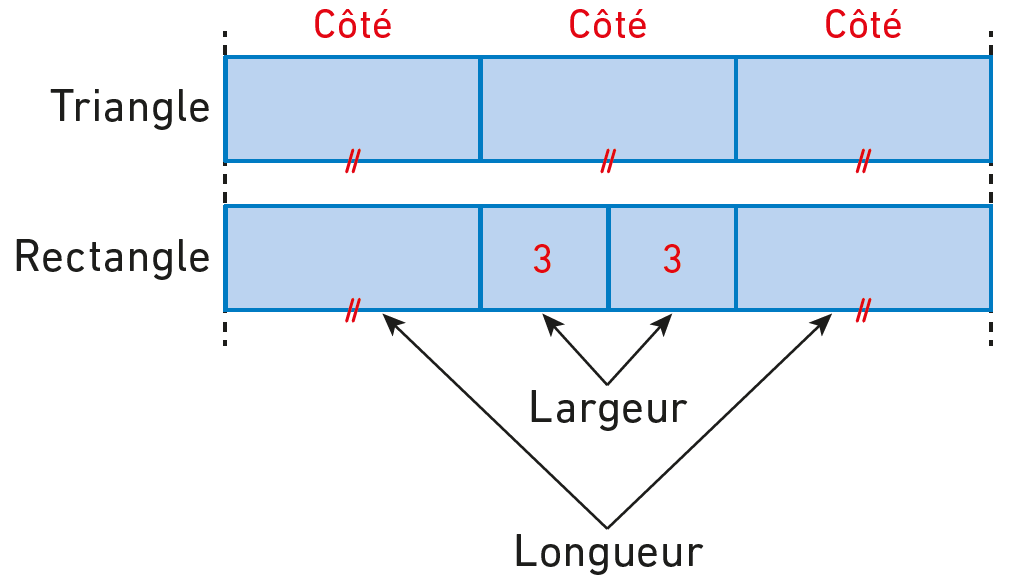 Côté Côté Côté
Triangle
Rectangle 3 3
Largeur
Longueur